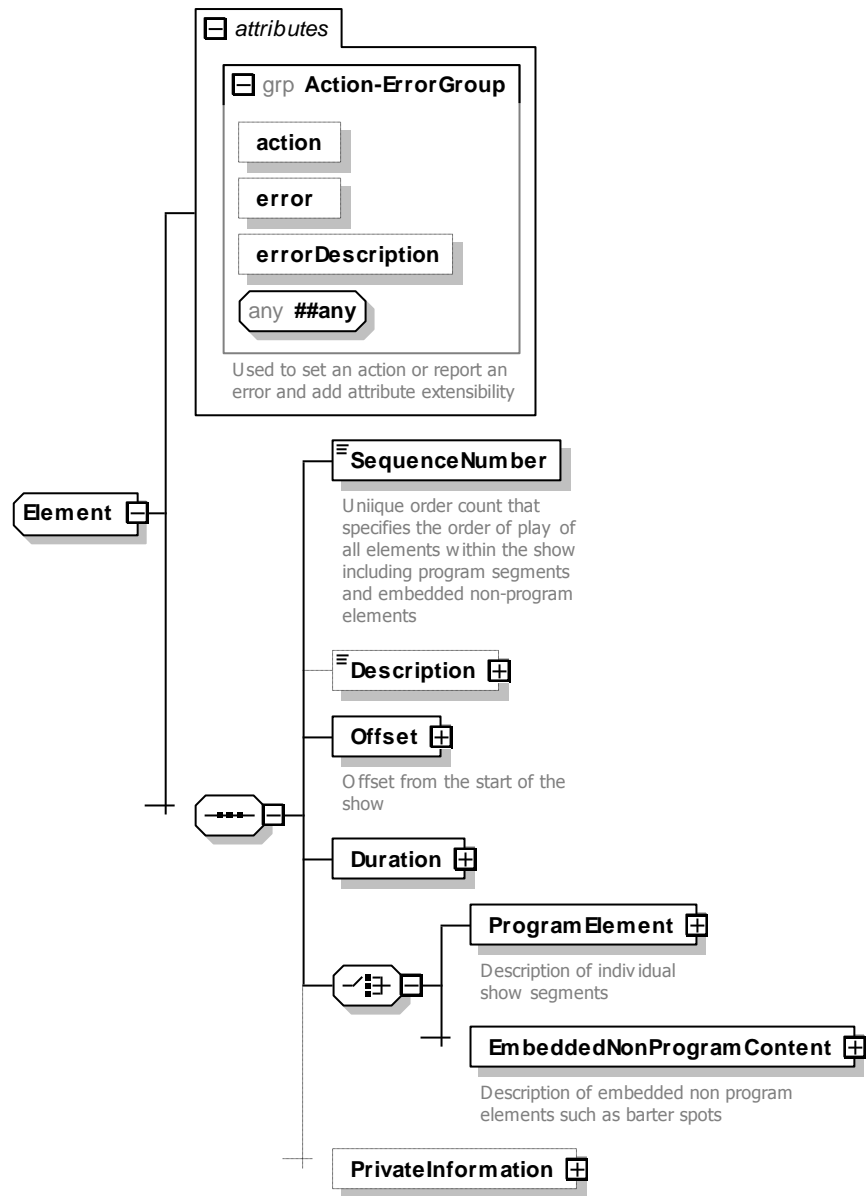 attributes
grp Action-ErrorGroup
action
error
errorDescription
any ##any
Used to set an action or report an
error and add attribute extensibility
Element
SequenceNumber
Uniique order count that
specifies the order of play of
all elements within the show
including program segments
and embedded non-program
elements
Description
Offset
Offset from the start of the
show
Duration
ProgramElement
Description of individual
show segments
EmbeddedNonProgramContent
Description of embedded non program
elements such as barter spots
PrivateInformation